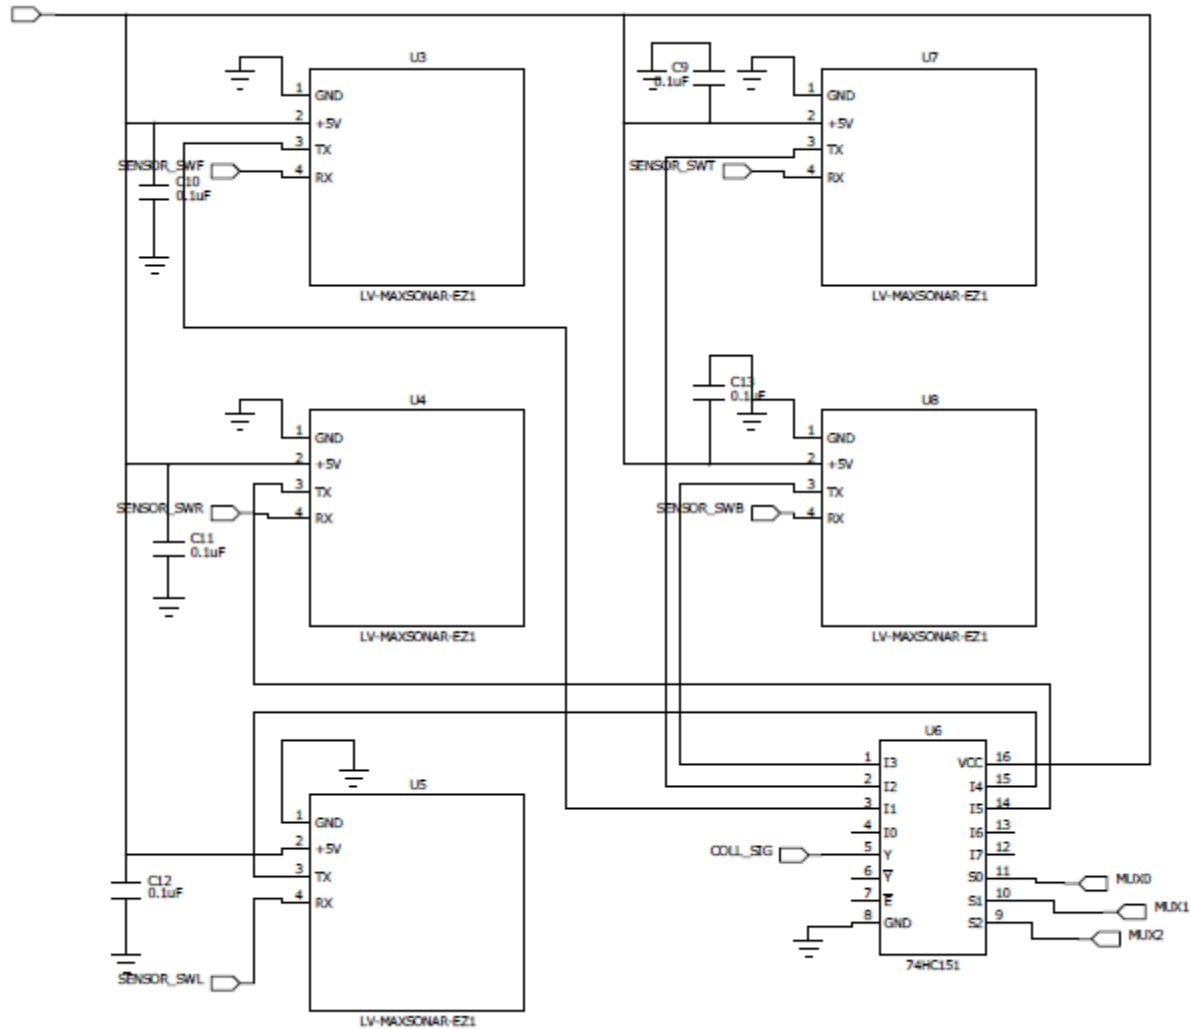 U3
1 GND
2 +5V
3 TX
4 RX
SENSOR_SWF
C10
0.1uF
LV-MAXSONAR-EZ1
U7
C9
0.1uF
1 GND
2 +5V
3 TX
4 RX
SENSOR_SWT
LV-MAXSONAR-EZ1
U4
1 GND
2 +5V
3 TX
4 RX
SENSOR_SWR
C11
0.1uF
LV-MAXSONAR-EZ1
U8
C13
0.1uF
1 GND
2 +5V
3 TX
4 RX
SENSOR_SWB
LV-MAXSONAR-EZ1
U5
1 GND
2 +5V
3 TX
4 RX
C12
0.1uF
SENSOR_SWL
LV-MAXSONAR-EZ1
U6
1 I3 VCC 16
2 I2 I4 15
3 I1 I5 14
4 I0 I6 13
COLL_SIG 5 Y I7 12
6 Y̅ S0 11 MUX0
7 E̅ S1 10 MUX1
8 GND S2 9 MUX2
74HC151